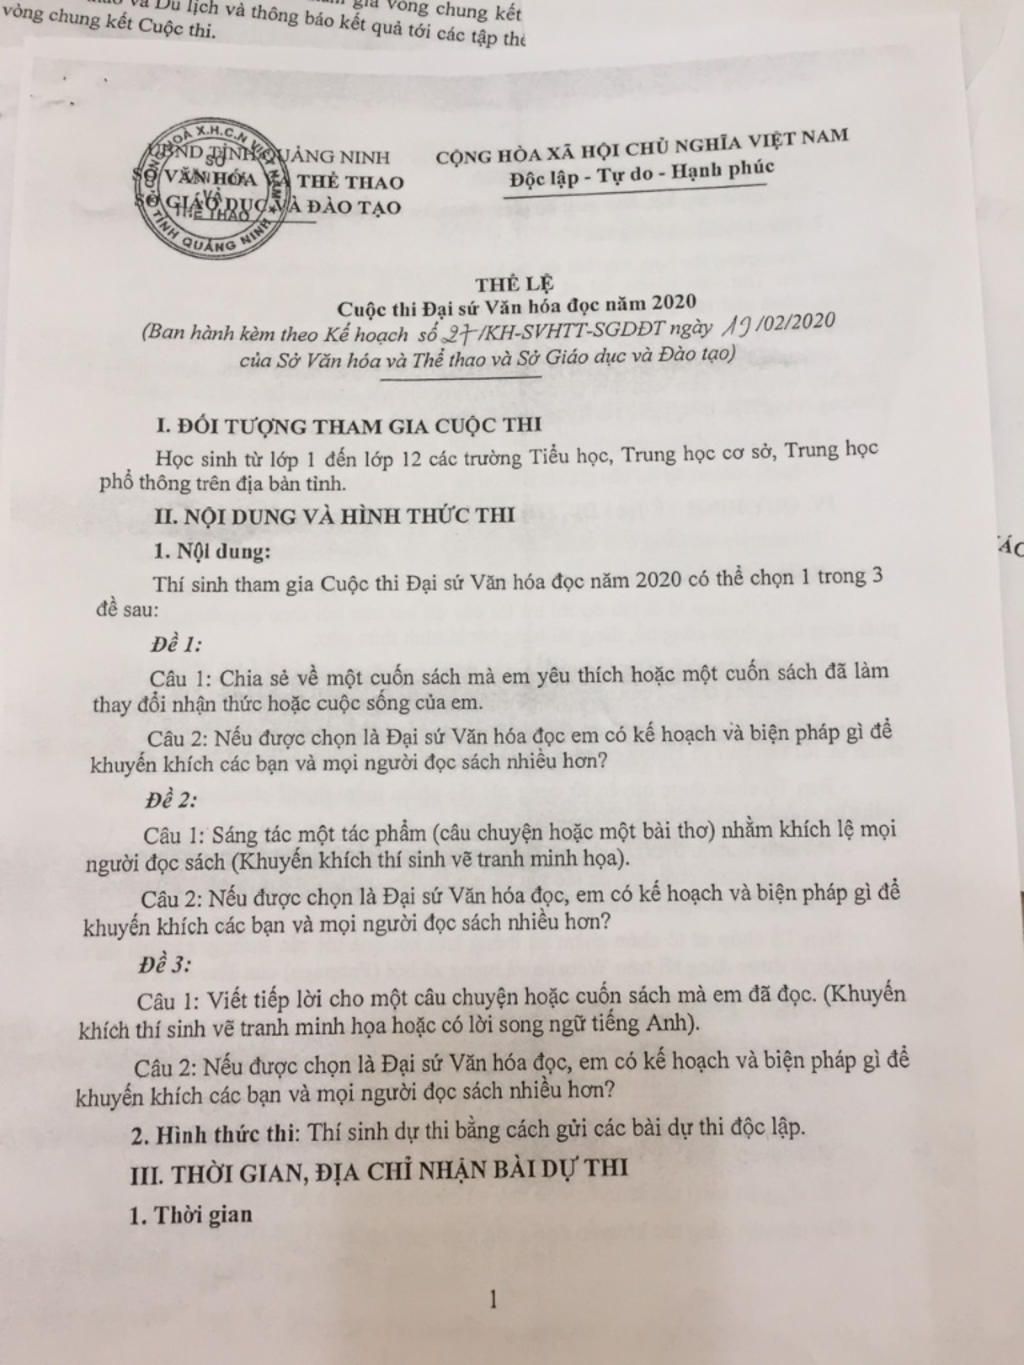 và Du lịch và thông báo kết quả tới các tập thể
gia vòng chung kết
vòng chung kết Cuộc thi.
CỘNG HÒA X.H.C.N VIỆT NAM
SỞ
VĂN HÓA
VÀ
THỂ THAO
TỈNH QUẢNG NINH
UBND TỈNH QUẢNG NINH
SỞ VĂN HÓA VÀ THỂ THAO
SỞ GIÁO DỤC VÀ ĐÀO TẠO
CỘNG HÒA XÃ HỘI CHỦ NGHĨA VIỆT NAM
Độc lập - Tự do - Hạnh phúc
THỂ LỆ
Cuộc thi Đại sứ Văn hóa đọc năm 2020
(Ban hành kèm theo Kế hoạch số 27/KH-SVHTT-SGDĐT ngày 19/02/2020
của Sở Văn hóa và Thể thao và Sở Giáo dục và Đào tạo)
I. ĐỐI TƯỢNG THAM GIA CUỘC THI
Học sinh từ lớp 1 đến lớp 12 các trường Tiểu học, Trung học cơ sở, Trung học
phổ thông trên địa bàn tỉnh.
II. NỘI DUNG VÀ HÌNH THỨC THI
1. Nội dung:
Thí sinh tham gia Cuộc thi Đại sứ Văn hóa đọc năm 2020 có thể chọn 1 trong 3
đề sau:
Đề 1:
Câu 1: Chia sẻ về một cuốn sách mà em yêu thích hoặc một cuốn sách đã làm
thay đổi nhận thức hoặc cuộc sống của em.
Câu 2: Nếu được chọn là Đại sứ Văn hóa đọc em có kế hoạch và biện pháp gì để
khuyến khích các bạn và mọi người đọc sách nhiều hơn?
Đề 2:
Câu 1: Sáng tác một tác phẩm (câu chuyện hoặc một bài thơ) nhằm khích lệ mọi
người đọc sách (Khuyến khích thí sinh vẽ tranh minh họa).
Câu 2: Nếu được chọn là Đại sứ Văn hóa đọc, em có kế hoạch và biện pháp gì để
khuyến khích các bạn và mọi người đọc sách nhiều hơn?
Đề 3:
Câu 1: Viết tiếp lời cho một câu chuyện hoặc cuốn sách mà em đã đọc. (Khuyến
khích thí sinh vẽ tranh minh họa hoặc có lời song ngữ tiếng Anh).
Câu 2: Nếu được chọn là Đại sứ Văn hóa đọc, em có kế hoạch và biện pháp gì để
khuyến khích các bạn và mọi người đọc sách nhiều hơn?
2. Hình thức thi: Thí sinh dự thi bằng cách gửi các bài dự thi độc lập.
III. THỜI GIAN, ĐỊA CHỈ NHẬN BÀI DỰ THI
1. Thời gian
1